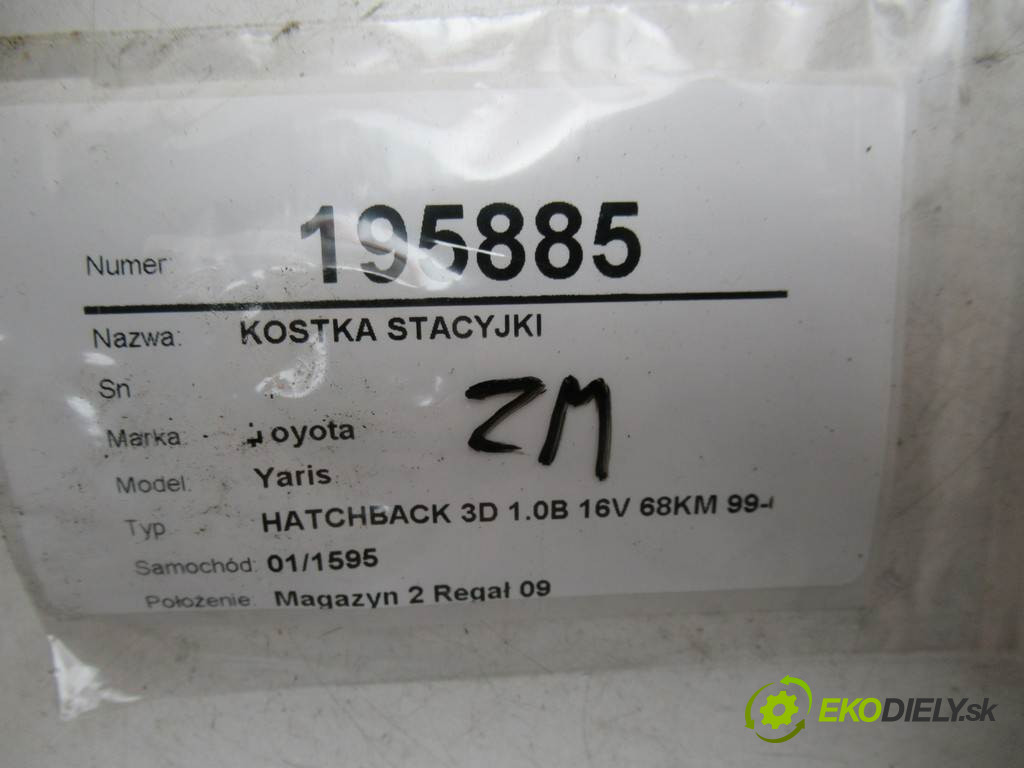 Numer: 195885
Nazwa: KOSTKA STACYJKI
Sn
Marka: Toyota
ZM
Model: Yaris
Typ HATCHBACK 3D 1.0B 16V 68KM 99-
Samochód: 01/1595
Położenie: Magazyn 2 Regał 09
EKODIELY.sk